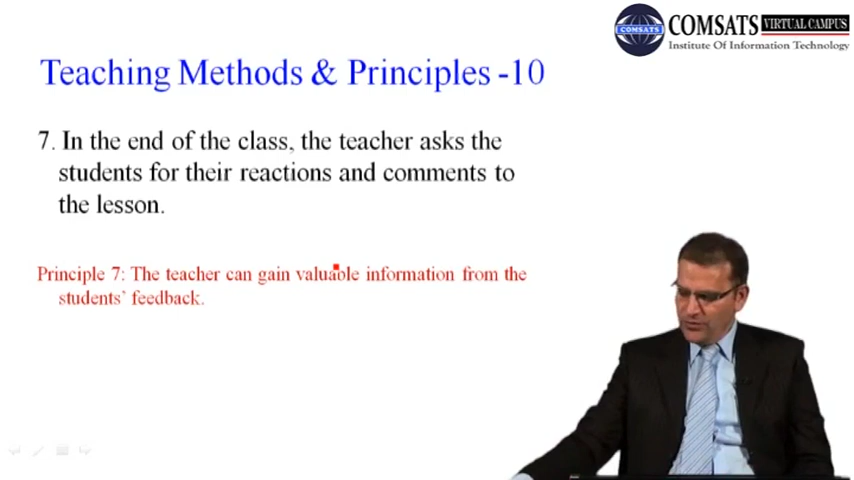 COMSATS VIRTUAL CAMPUS
COMSATS
Institute Of Information Technology
Teaching Methods & Principles -10
7. In the end of the class, the teacher asks the
students for their reactions and comments to
the lesson.
Principle 7: The teacher can gain valuable information from the
students' feedback.